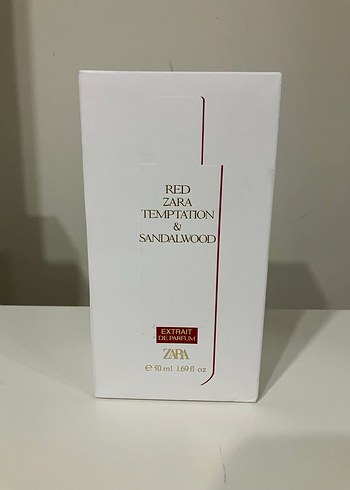 RED
ZARA
TEMPTATION
&
SANDALWOOD
EXTRAIT
DE PARFUM
ZARA
℮ 50 ml 1.69 fl oz